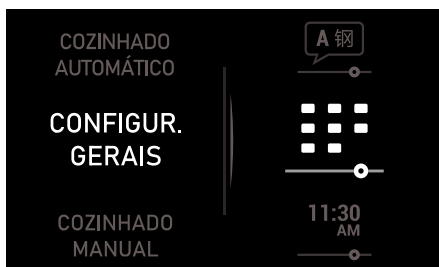 COZINHADO
AUTOMÁTICO
A 钢
CONFIGUR.
GERAIS
COZINHADO
MANUAL
11:30
AM